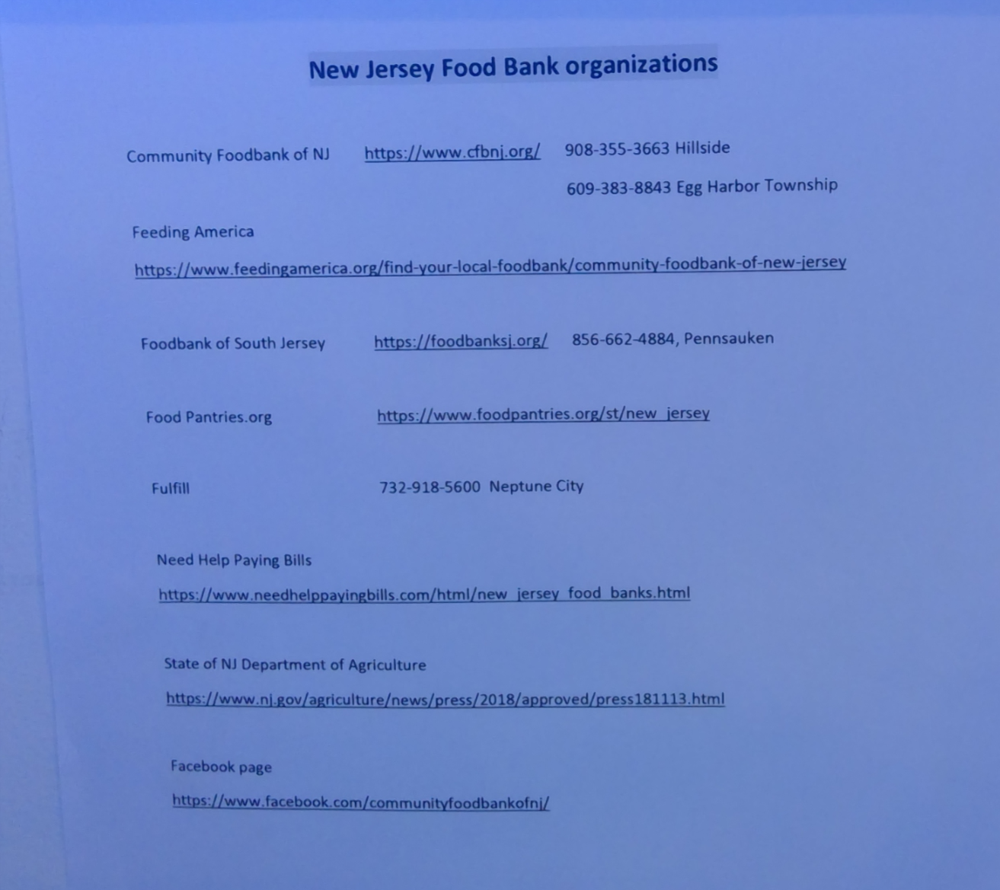 New Jersey Food Bank organizations
Community Foodbank of NJ https://www.cfbnj.org/ 908-355-3663 Hillside
609-383-8843 Egg Harbor Township
Feeding America
https://www.feedingamerica.org/find-your-local-foodbank/community-foodbank-of-new-jersey
Foodbank of South Jersey https://foodbanksj.org/ 856-662-4884, Pennsauken
Food Pantries.org https://www.foodpantries.org/st/new_jersey
Fulfill 732-918-5600 Neptune City
Need Help Paying Bills
https://www.needhelppayingbills.com/html/new_jersey_food_banks.html
State of NJ Department of Agriculture
https://www.nj.gov/agriculture/news/press/2018/approved/press181113.html
Facebook page
https://www.facebook.com/communityfoodbankofnj/